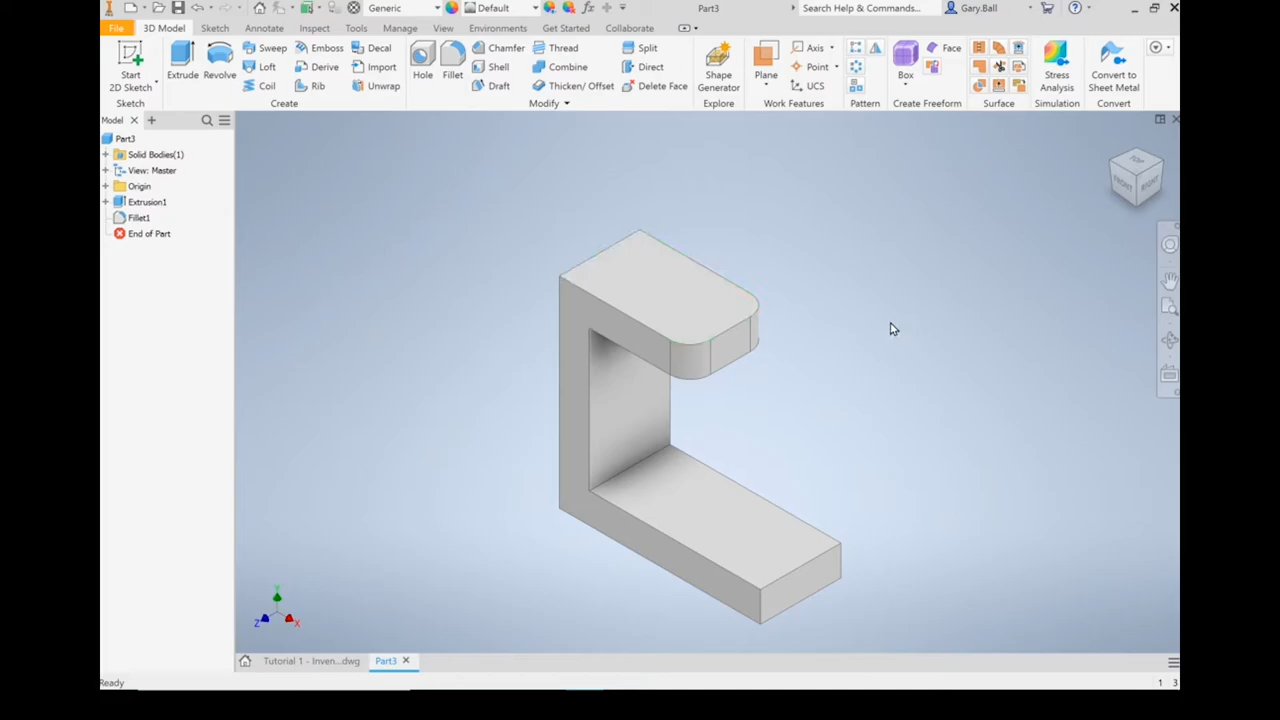 Generic Default Part3 Search Help & Commands... Gary.Ball
File 3D Model Sketch Annotate Inspect Tools Manage View Environments Get Started Collaborate
Start 2D Sketch Extrude Revolve Sweep Emboss Decal Hole Fillet Chamfer Thread Split Shape Generator Plane Axis Box Face Stress Analysis Convert to Sheet Metal
Loft Derive Import Shell Combine Direct Point
Coil Rib Unwrap Draft Thicken/ Offset Delete Face UCS
Sketch Create Modify Explore Work Features Pattern Create Freeform Surface Simulation Convert
Model
Part3
Solid Bodies(1)
View: Master
Origin
Extrusion1
Fillet1
End of Part
TOP
FRONT RIGHT
Y
Z X
Tutorial 1 - Inven...dwg Part3
Ready 1 3